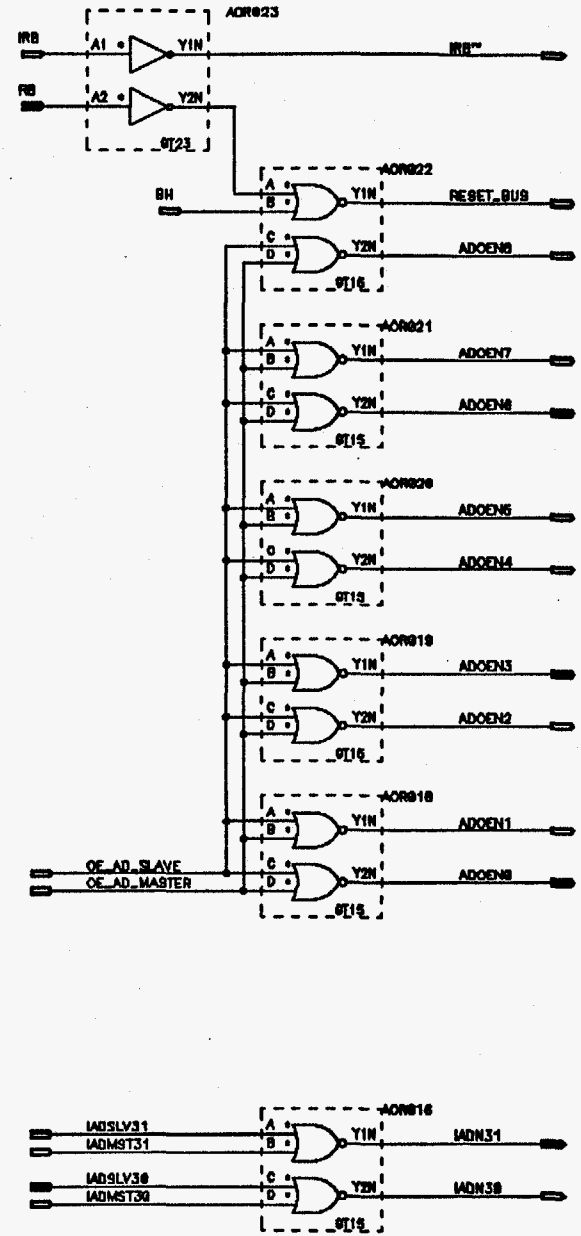 AOR023
IRB A1 * Y1N IRB~
RB A2 * Y2N
GT23
AOR022
BH A * Y1N RESET_BUS
B *
C * Y2N ADOEN8
D *
GT15
AOR021
A * Y1N ADOEN7
B *
C * Y2N ADOEN6
D *
GT15
AOR020
A * Y1N ADOEN5
B *
C * Y2N ADOEN4
D *
GT15
AOR019
A * Y1N ADOEN3
B *
C * Y2N ADOEN2
D *
GT15
AOR018
A * Y1N ADOEN1
B *
OE_AD_SLAVE C * Y2N ADOEN0
OE_AD_MASTER D *
GT15
IADSLV31 A * Y1N IADN31
IADMST31 B *
IADSLV30 C * Y2N IADN30
IADMST30 D *
GT15